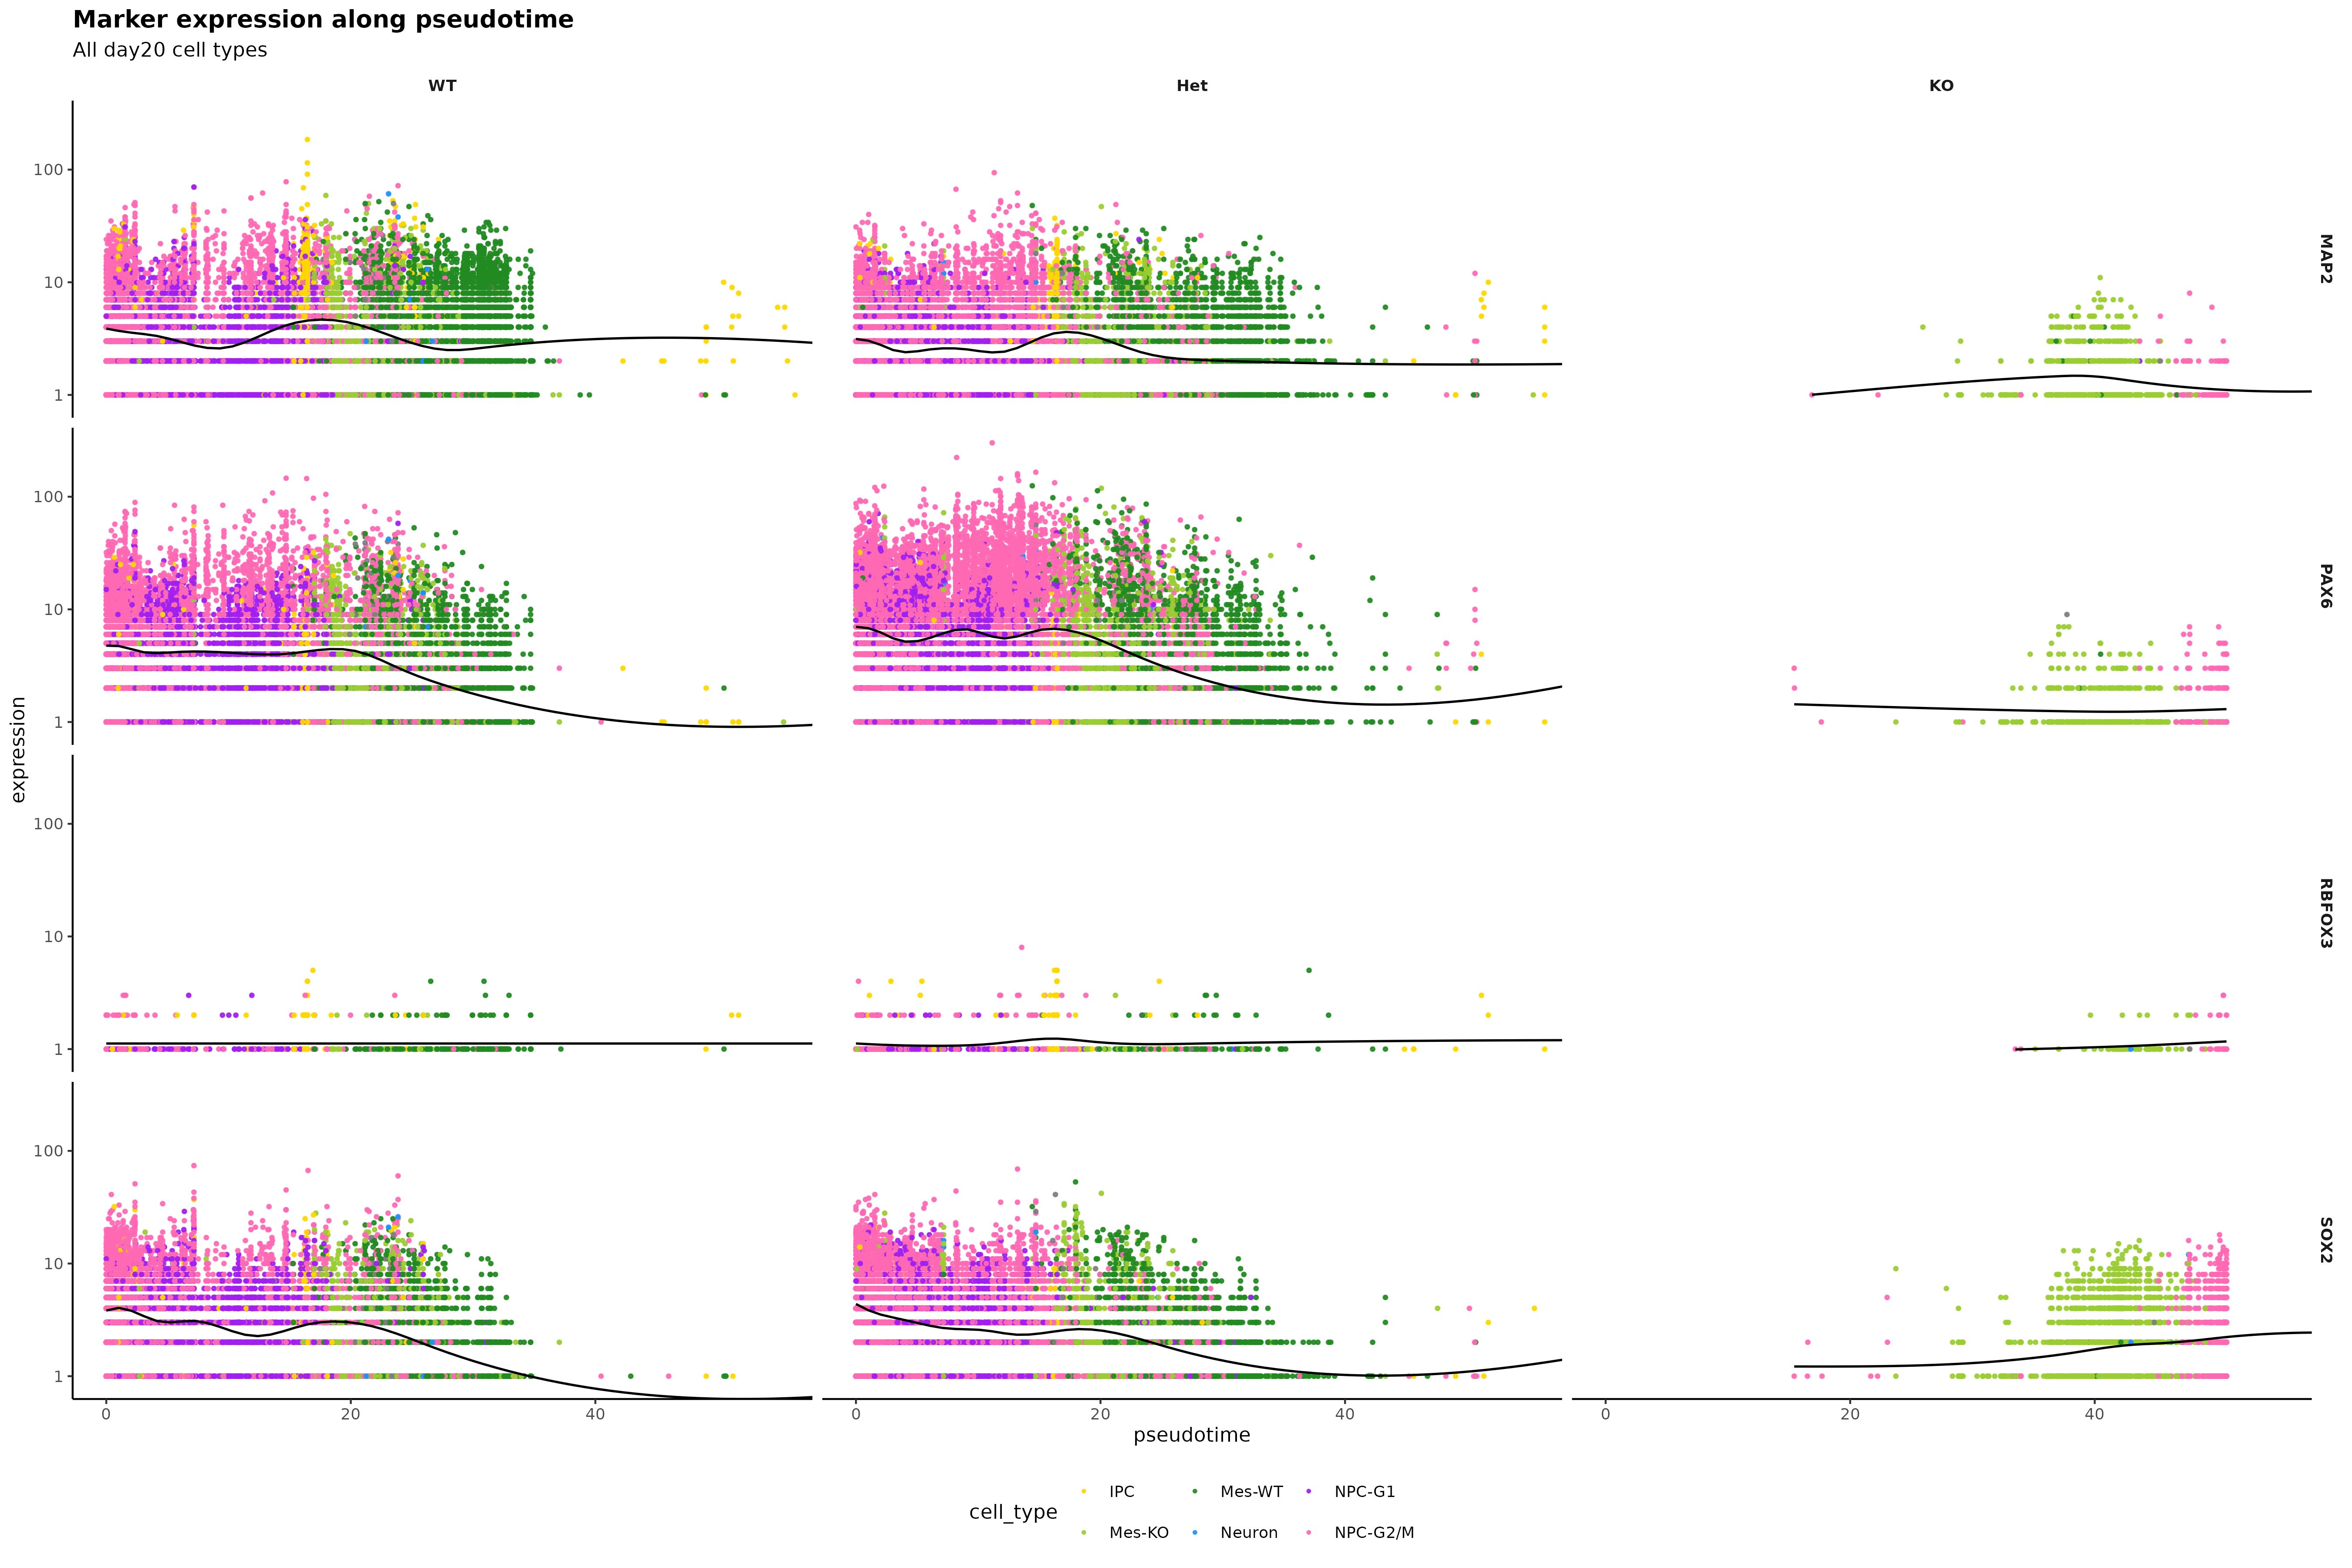 Marker expression along pseudotime
All day20 cell types
WT Het KO
100
10
1
MAP2
100
10
1
PAX6
expression
100
10
1
RBFOX3
100
10
1
SOX2
0 20 40 0 20 40 0 20 40
pseudotime
cell_type
IPC Mes-WT NPC-G1
Mes-KO Neuron NPC-G2/M